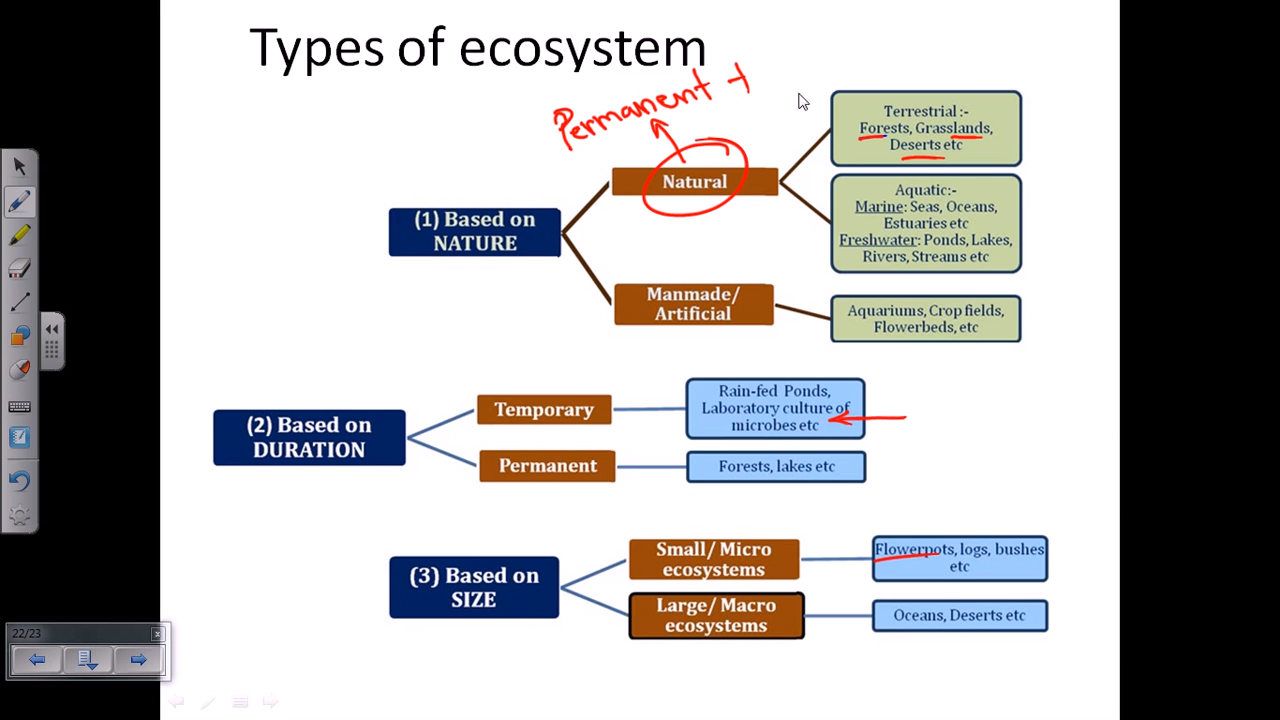 Types of ecosystem
Permanent +
Terrestrial :-
Forests, Grasslands,
Deserts etc
Natural
Aquatic:-
Marine: Seas, Oceans,
Estuaries etc
Freshwater: Ponds, Lakes,
Rivers, Streams etc
(1) Based on
NATURE
Manmade/
Artificial
Aquariums, Crop fields,
Flowerbeds, etc
Rain-fed Ponds,
Laboratory culture of
microbes etc
Temporary
(2) Based on
DURATION
Permanent
Forests, lakes etc
Small/ Micro
ecosystems
Flowerpots, logs, bushes
etc
(3) Based on
SIZE
Large/ Macro
ecosystems
Oceans, Deserts etc
22/23